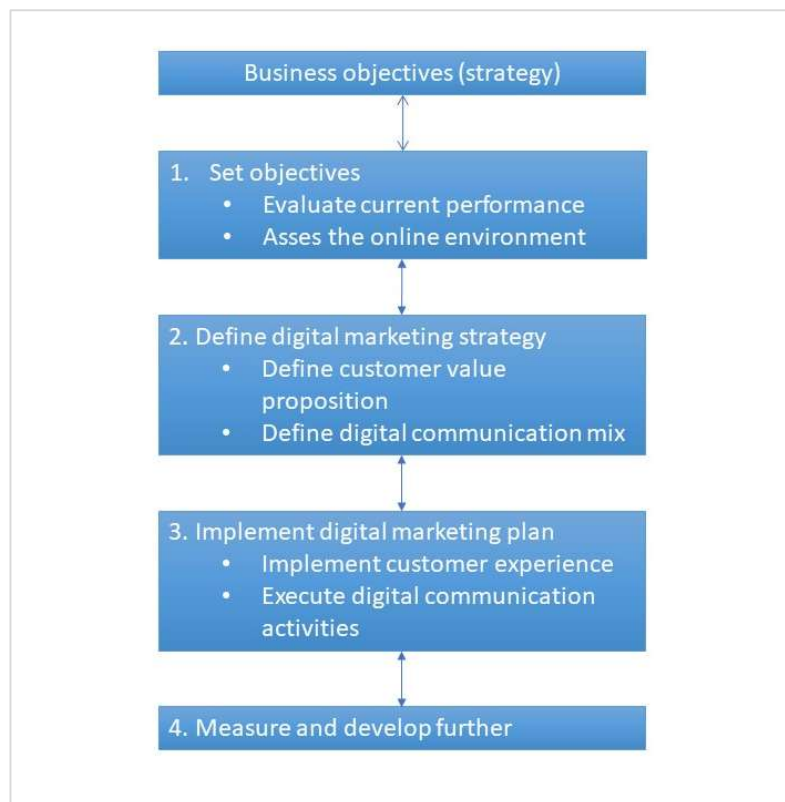 Business objectives (strategy)
1. Set objectives
• Evaluate current performance
• Asses the online environment
2. Define digital marketing strategy
• Define customer value
proposition
• Define digital communication mix
3. Implement digital marketing plan
• Implement customer experience
• Execute digital communication
activities
4. Measure and develop further